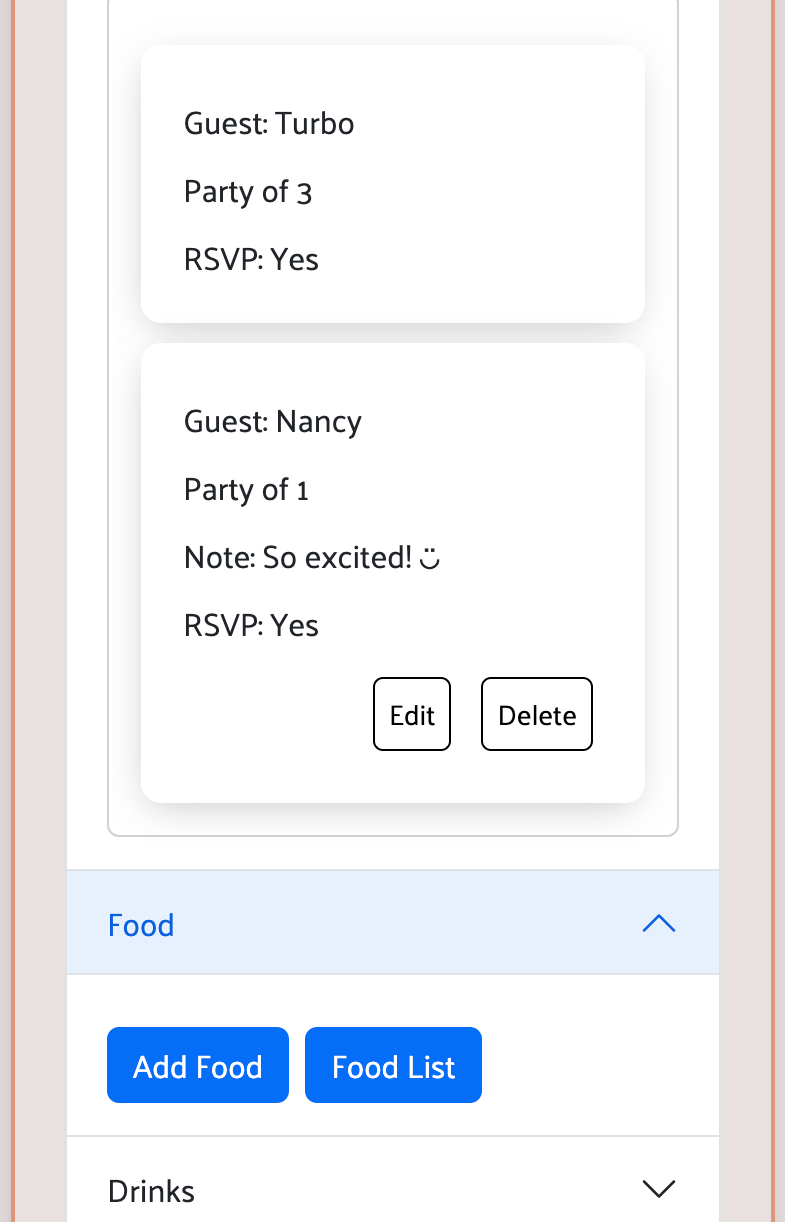 Guest: Turbo
Party of 3
RSVP: Yes
Guest: Nancy
Party of 1
Note: So excited! ü
RSVP: Yes
Edit Delete
Food
Add Food Food List
Drinks